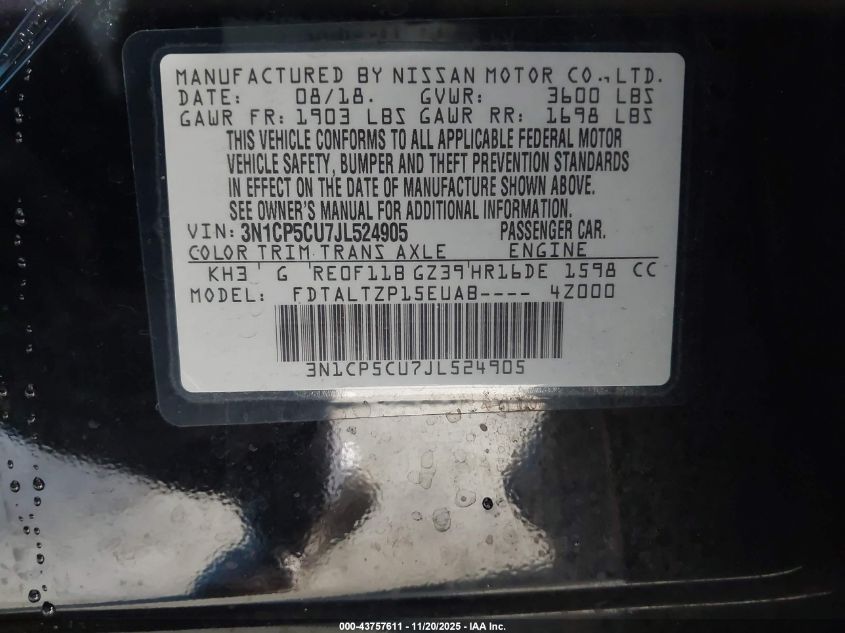 MANUFACTURED BY NISSAN MOTOR CO., LTD.
DATE: 08/18. GVWR: 3600 LBS
GAWR FR: 1903 LBS GAWR RR: 1698 LBS
THIS VEHICLE CONFORMS TO ALL APPLICABLE FEDERAL MOTOR
VEHICLE SAFETY, BUMPER AND THEFT PREVENTION STANDARDS
IN EFFECT ON THE DATE OF MANUFACTURE SHOWN ABOVE.
SEE OWNER'S MANUAL FOR ADDITIONAL INFORMATION.
VIN: 3N1CP5CU7JL524905 PASSENGER CAR.
COLOR TRIM TRANS AXLE ENGINE
KH3 G RE0F11B GZ39 HR16DE 1598 CC
MODEL: FDTALTZP15EUAB---- 4Z000
3N1CP5CU7JL524905
000-43757611 - 11/20/2025 - IAA Inc.